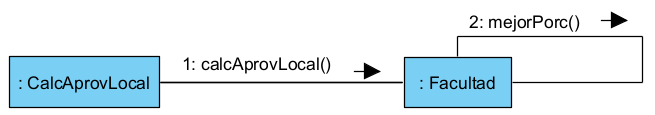 2: mejorPorc()
1: calcAprovLocal()
: CalcAprovLocal
: Facultad